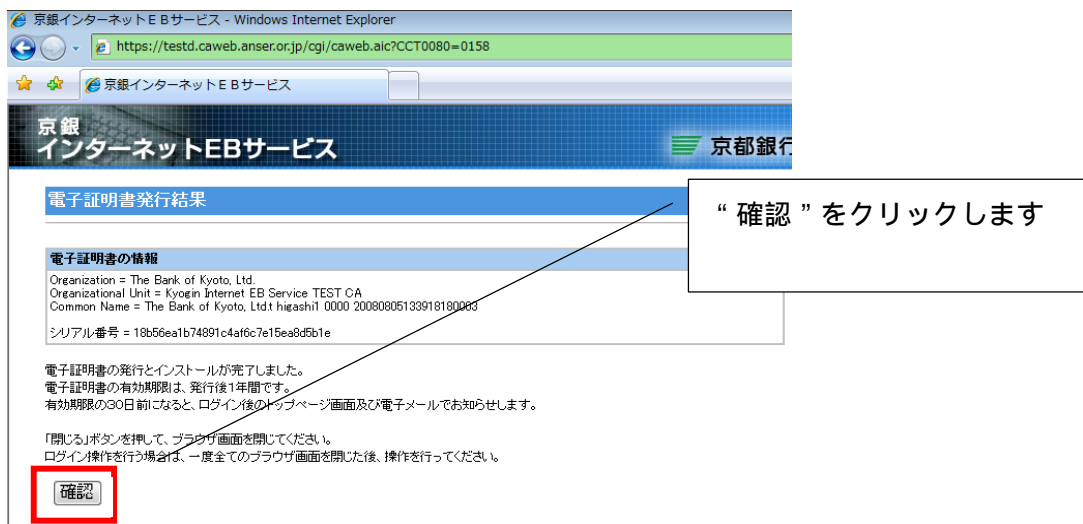 京銀インターネットＥＢサービス - Windows Internet Explorer
https://testd.caweb.anser.or.jp/cgi/caweb.aic?CCT0080=0158
京銀インターネットＥＢサービス
京銀
インターネットEBサービス
京都銀行
電子証明書発行結果
“確認”をクリックします
電子証明書の情報
Organization = The Bank of Kyoto, Ltd.
Organizational Unit = Kyogin Internet EB Service TEST CA
Common Name = The Bank of Kyoto, Ltd.t higashi1 0000 20080805133918180003
シリアル番号 = 18b56ea1b74891c4af6c7e15ea8d5b1e
電子証明書の発行とインストールが完了しました。
電子証明書の有効期限は、発行後1年間です。
有効期限の30日前になると、ログイン後のトップページ画面及び電子メールでお知らせします。
「閉じる」ボタンを押して、ブラウザ画面を閉じてください。
ログイン操作を行う場合は、一度全てのブラウザ画面を閉じた後、操作を行ってください。
確認